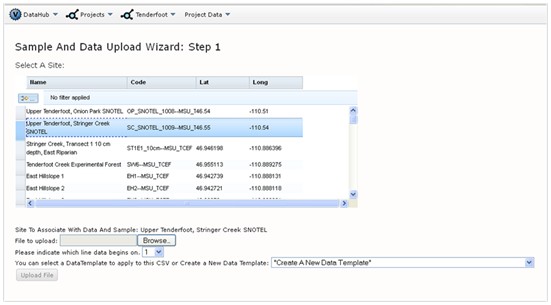 DataHub Projects Tenderfoot Project Data
Sample And Data Upload Wizard: Step 1
Select A Site:
Name Code Lat Long
No filter applied
Upper Tenderfoot, Onion Park SNOTEL OP_SNOTEL_1008--MSU_T 46.54 -110.51
Upper Tenderfoot, Stringer Creek SNOTEL SC_SNOTEL_1009--MSU_T 46.55 -110.54
Stringer Creek, Transect 1 10 cm depth, East Riparian ST1E1_10cm--MSU_TCEF 46.946198 -110.886396
Tenderfoot Creek Experimental Forest SW6--MSU_TCEF 46.955113 -110.889275
East Hillslope 1 EH1--MSU_TCEF 46.942739 -110.888131
East Hillslope 2 EH2--MSU_TCEF 46.942721 -110.888118
Site To Associate With Data And Sample: Upper Tenderfoot, Stringer Creek SNOTEL
File to upload: Browse..
Please indicate which line data begins on. 1
You can select a DataTemplate to apply to this CSV or Create a New Data Template: "Create A New Data Template"
Upload File